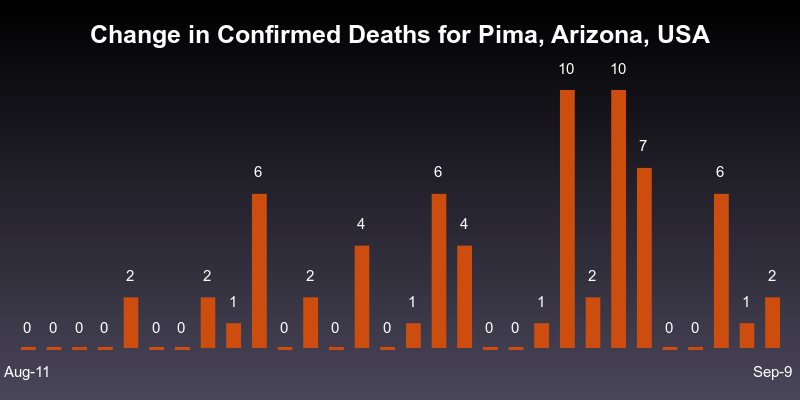 Change in Confirmed Deaths for Pima, Arizona, USA
0 0 0 0 2 0 0 2 1 6 0 2 0 4 0 1 6 4 0 0 1 10 2 10 7 0 0 6 1 2
Aug-11 Sep-9